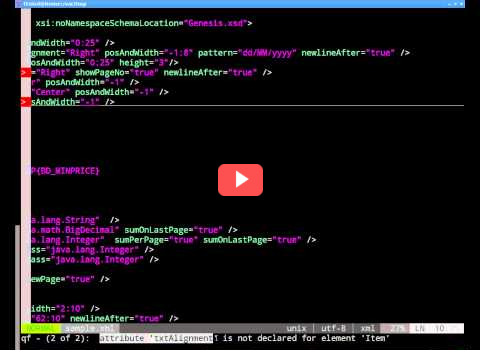 xsi:noNamespaceSchemaLocation="Genesis.xsd">
ndWidth="0:25" />
gnment="Right" posAndWidth="-1:8" pattern="dd/MM/yyyy" newlineAfter="true" />
osAndWidth="0:25" height="3"/>
> ="Right" showPageNo="true" newlineAfter="true" />
r" posAndWidth="-1" />
"Center" posAndWidth="-1" />
> sAndWidth="-1" />
P{BD_WINPRICE}
a.lang.String" />
a.math.BigDecimal" sumOnLastPage="true" />
a.lang.Integer" sumPerPage="true" sumOnLastPage="true" />
ss="java.lang.Integer" />
ass="java.lang.Integer" />
ewPage="true" />
idth="2:10" />
"62:10" newlineAfter="true" />
NORMAL sample.xml unix | utf-8 | xml 27% LN 10
qf - (2 of 2): attribute 'txtAlignment' is not declared for element 'Item'